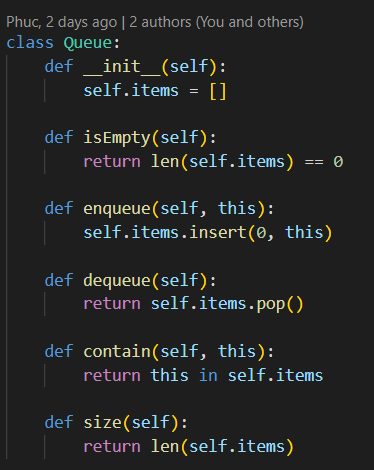 Phuc, 2 days ago | 2 authors (You and others)
class Queue:
    def __init__(self):
        self.items = []
    def isEmpty(self):
        return len(self.items) == 0
    def enqueue(self, this):
        self.items.insert(0, this)
    def dequeue(self):
        return self.items.pop()
    def contain(self, this):
        return this in self.items
    def size(self):
        return len(self.items)